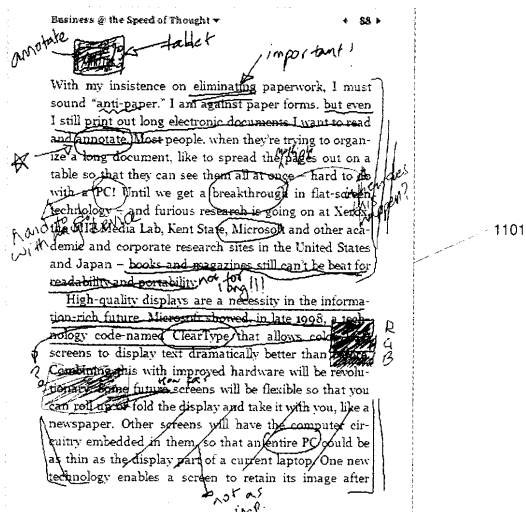 Business @ the Speed of Thought
88
annotate
tablet
important!
With my insistence on eliminating paperwork, I must
sound "anti-paper." I am against paper forms, but even
I still print out long electronic documents I want to read
and annotate. Most people, when they're trying to organ-
ize a long document, like to spread the pages out on a
table so that they can see them all at once – hard to do
with a PC! Until we get a breakthrough in flat-screen
technology – and furious research is going on at Xerox,
the MIT Media Lab, Kent State, Microsoft and other aca-
demic and corporate research sites in the United States
and Japan – books and magazines still can't be beat for
readability and portability.
not for
long!!!
High-quality displays are a necessity in the informa-
tion-rich future. Microsoft showed, in late 1998, a tech-
nology code-named ClearType that allows
screens to display text dramatically better than
Combining this with improved hardware will be revolu-
tionary. Some future screens will be flexible so that you
can roll up or fold the display and take it with you, like a
newspaper. Other screens will have the computer cir-
cuitry embedded in them, so that an entire PC could be
as thin as the display part of a current laptop. One new
technology enables a screen to retain its image after
R
G
B
how far
not as
imp.
1101